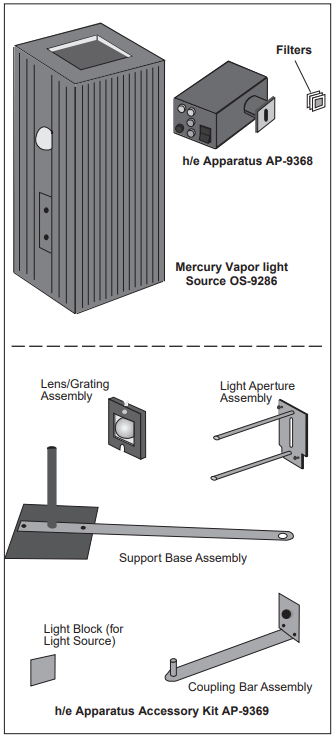 Filters
h/e Apparatus AP-9368
Mercury Vapor light
Source OS-9286
Lens/Grating
Assembly
Light Aperture
Assembly
Support Base Assembly
Light Block (for
Light Source)
Coupling Bar Assembly
h/e Apparatus Accessory Kit AP-9369